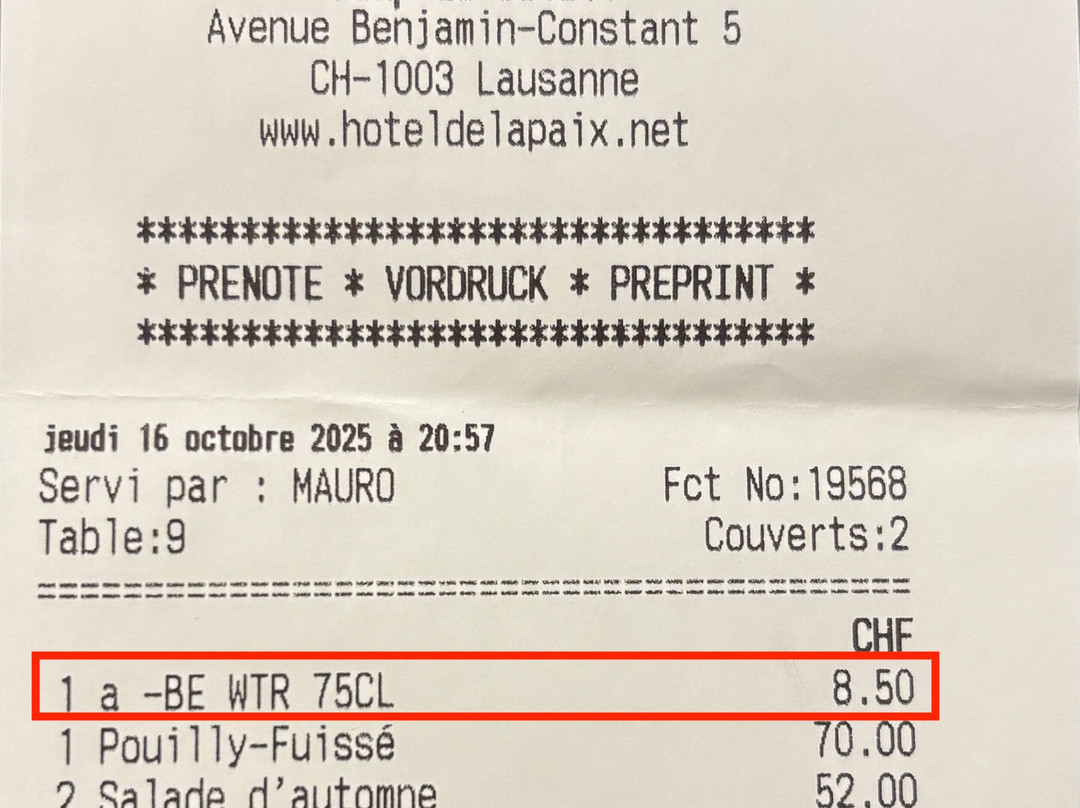 Avenue Benjamin-Constant 5
CH-1003 Lausanne
www.hoteldelapaix.net
*********************************
* PRENOTE * VORDRUCK * PREPRINT *
*********************************
jeudi 16 octobre 2025 à 20:57
Servi par : MAURO Fct No:19568
Table:9 Couverts:2
==========================================
CHF
1 a -BE WTR 75CL 8.50
1 Pouilly-Fuissé 70.00
2 Salade d'automne 52.00